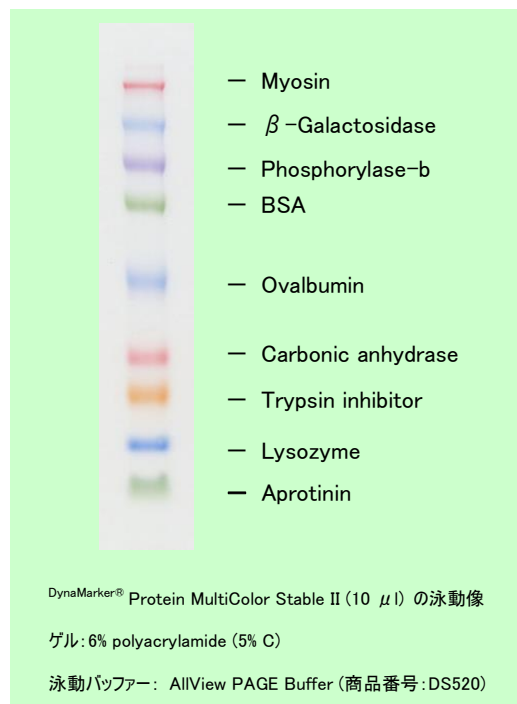 — Myosin
— β-Galactosidase
— Phosphorylase-b
— BSA
— Ovalbumin
— Carbonic anhydrase
— Trypsin inhibitor
— Lysozyme
— Aprotinin
DynaMarker® Protein MultiColor Stable II (10 μl) の泳動像
ゲル: 6% polyacrylamide (5% C)
泳動バッファー: AllView PAGE Buffer (商品番号:DS520)